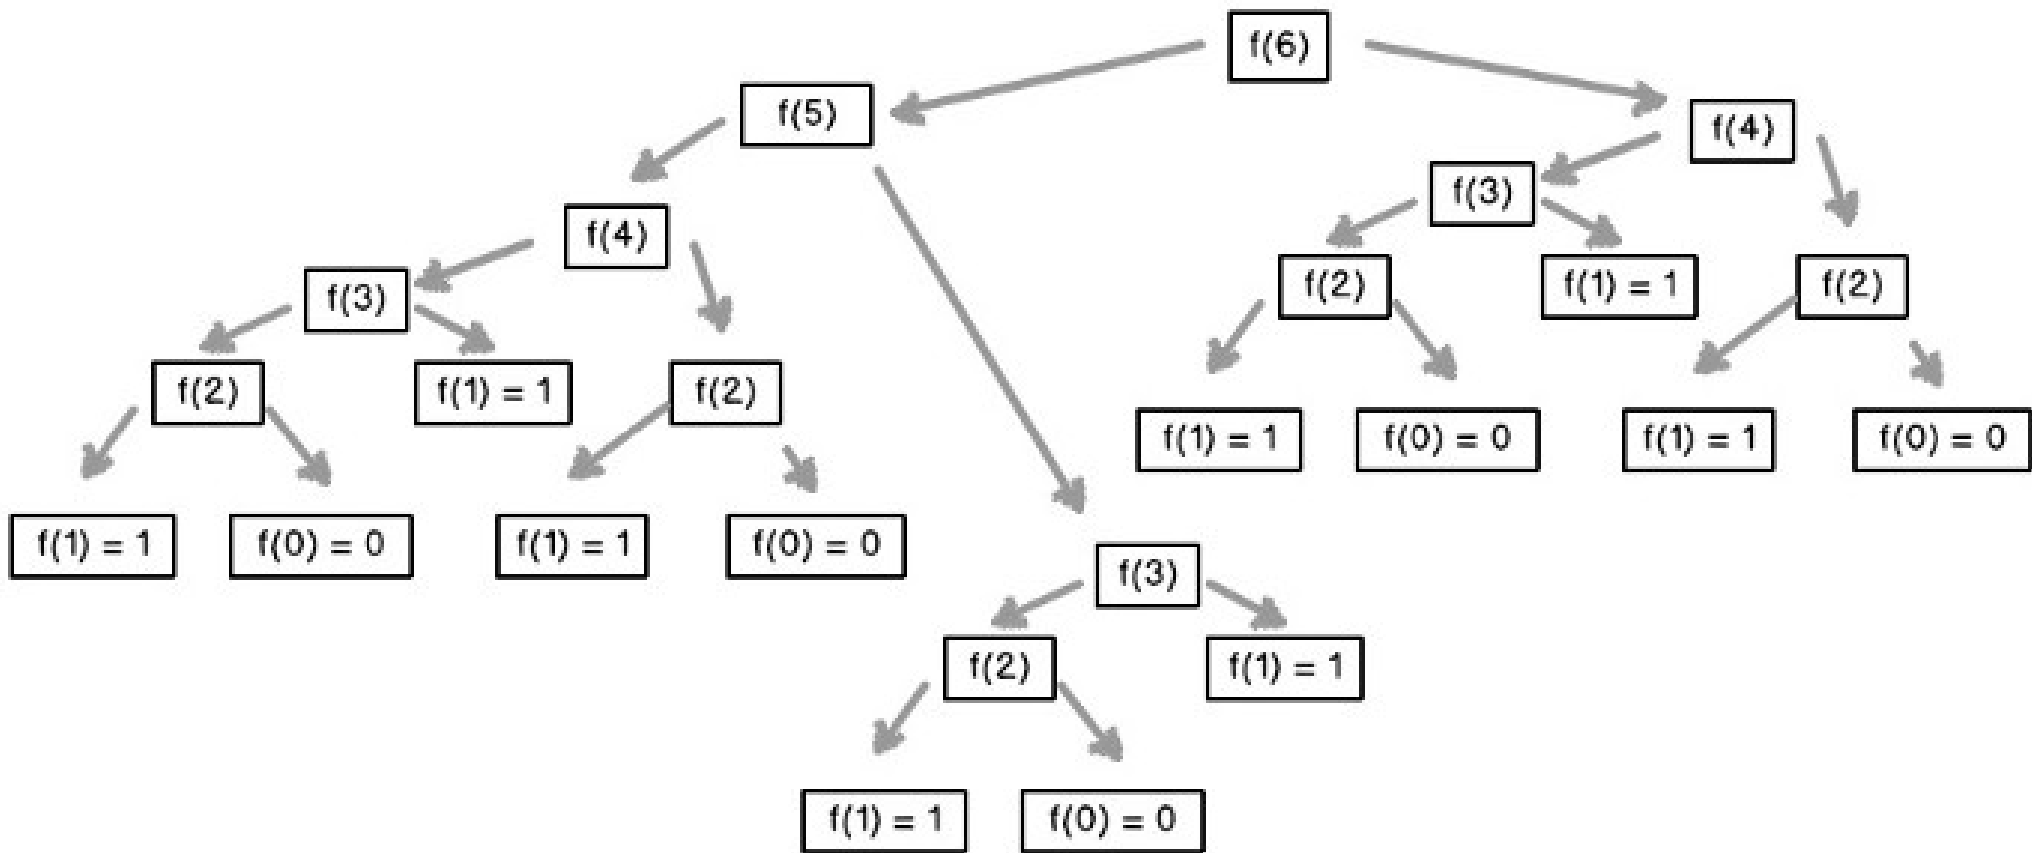 f(6)
f(5)
f(4)
f(4)
f(3)
f(3)
f(2)
f(1) = 1
f(2)
f(2)
f(1) = 1
f(2)
f(1) = 1
f(0) = 0
f(1) = 1
f(0) = 0
f(1) = 1
f(0) = 0
f(1) = 1
f(0) = 0
f(3)
f(2)
f(1) = 1
f(1) = 1
f(0) = 0